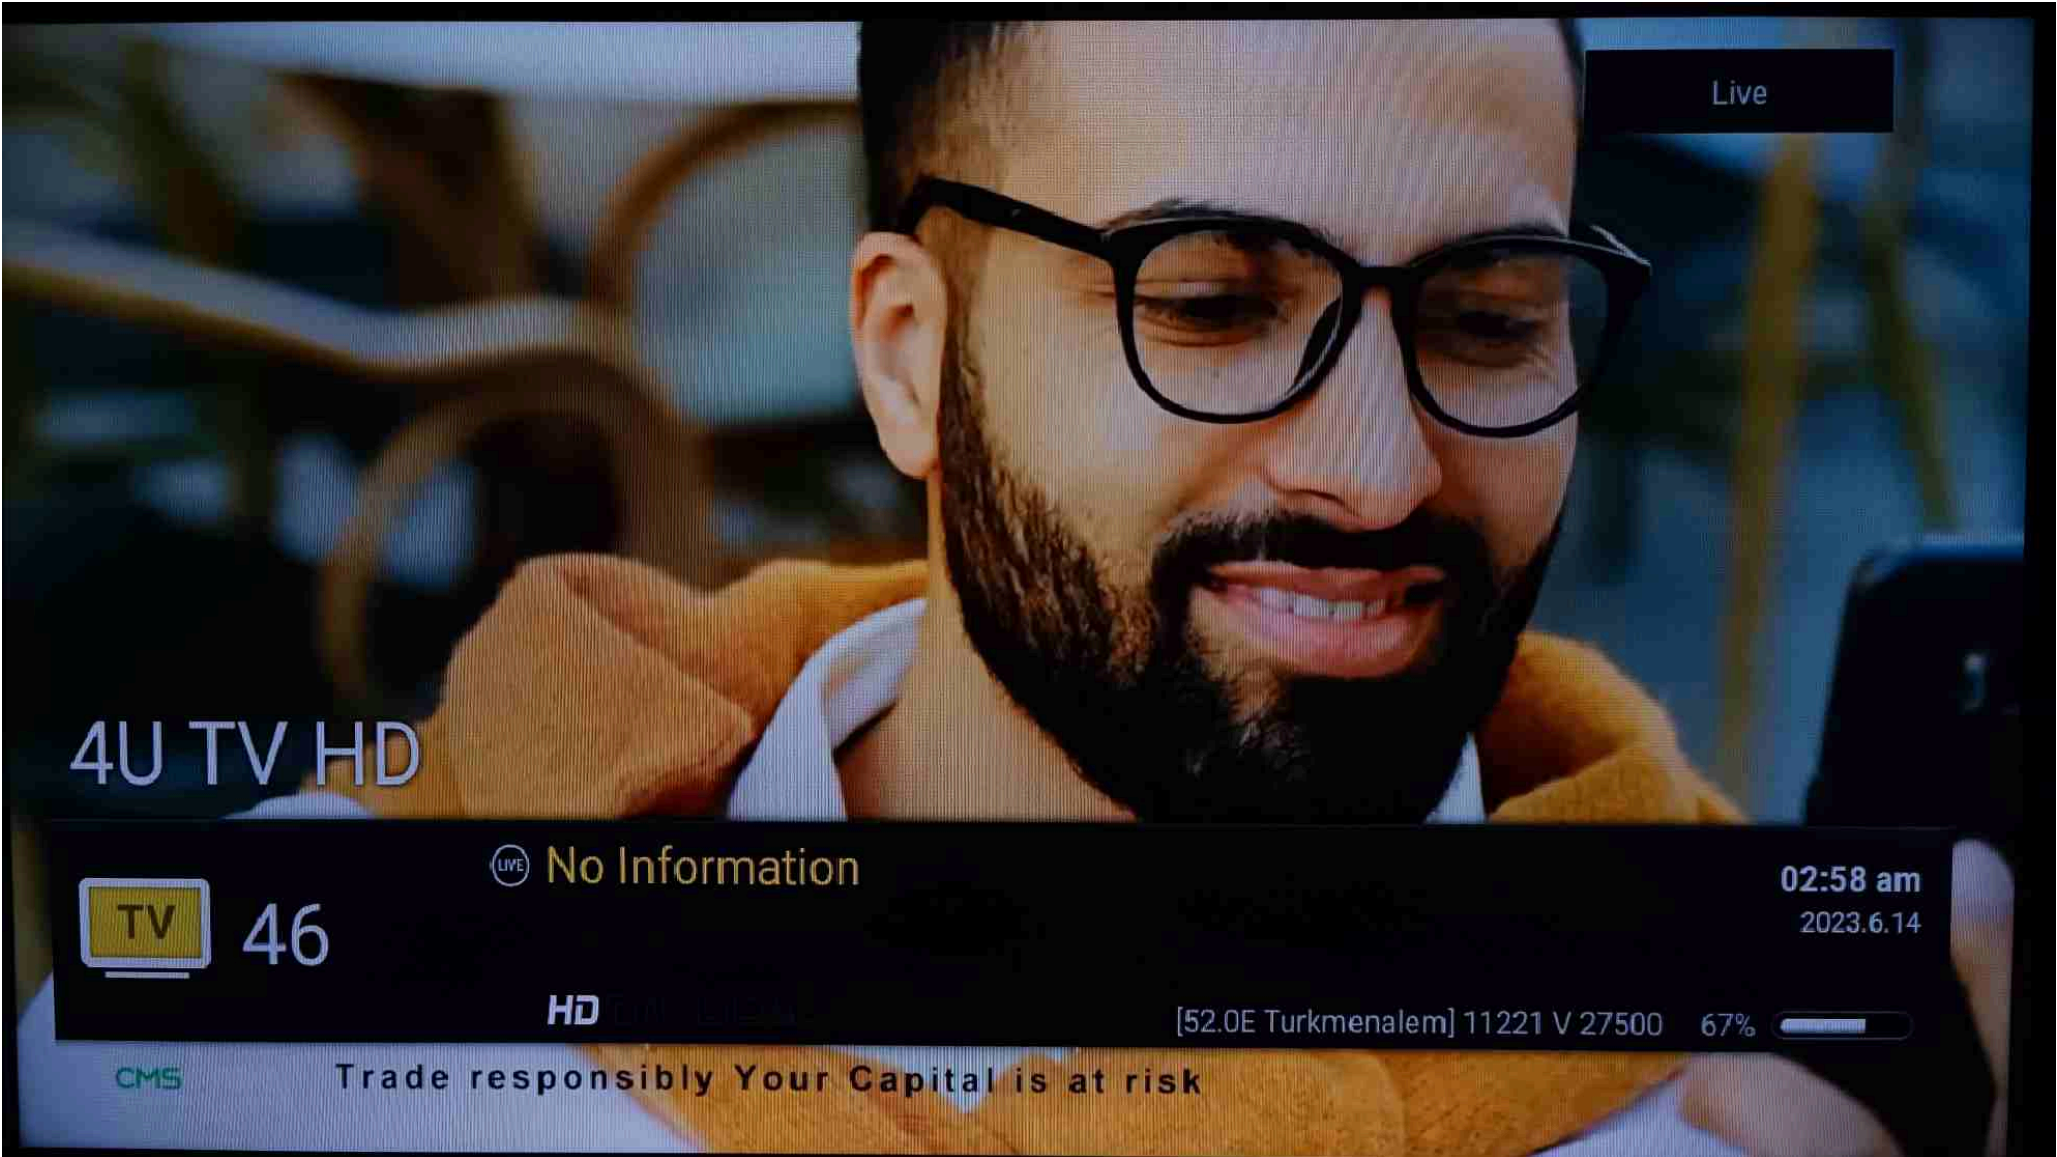 Live
4U TV HD
LIVE No Information
TV 46
02:58 am
2023.6.14
HD
[52.0E Turkmenalem] 11221 V 27500 67%
CMS Trade responsibly Your Capital is at risk